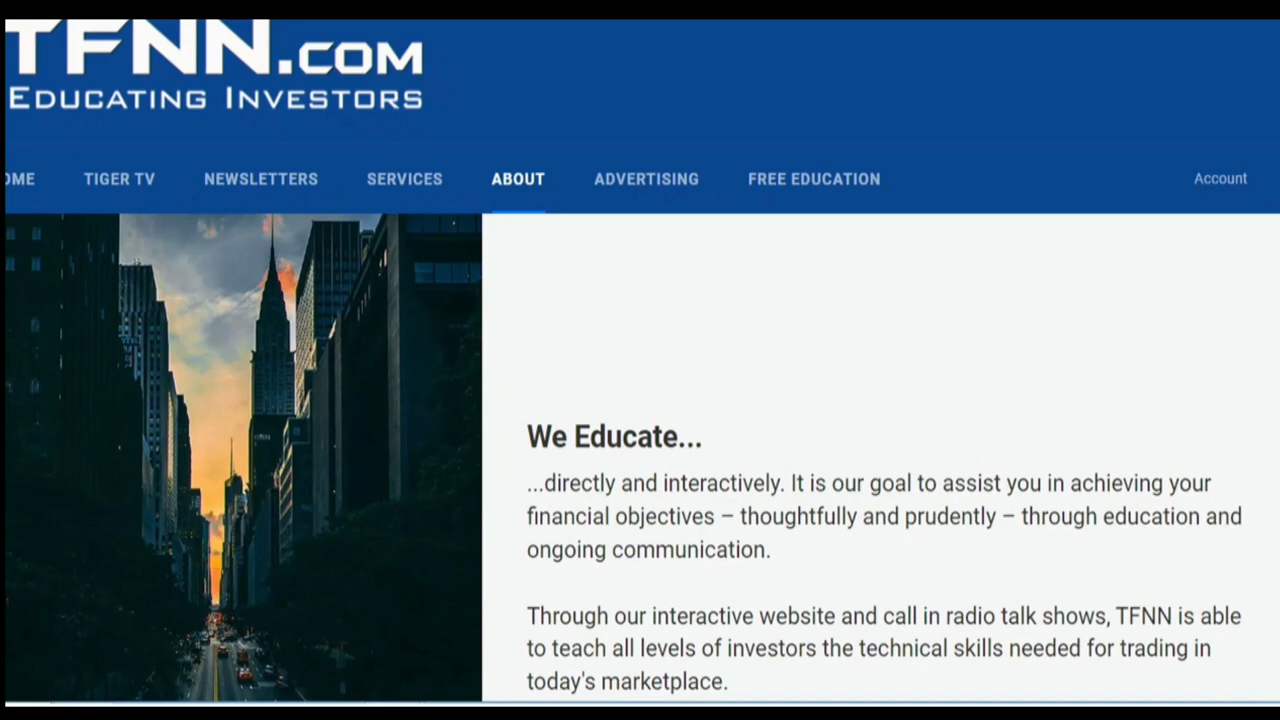 TFNN.COM
EDUCATING INVESTORS
OME
TIGER TV
NEWSLETTERS
SERVICES
ABOUT
ADVERTISING
FREE EDUCATION
Account
We Educate...
...directly and interactively. It is our goal to assist you in achieving your
financial objectives – thoughtfully and prudently – through education and
ongoing communication.
Through our interactive website and call in radio talk shows, TFNN is able
to teach all levels of investors the technical skills needed for trading in
today's marketplace.